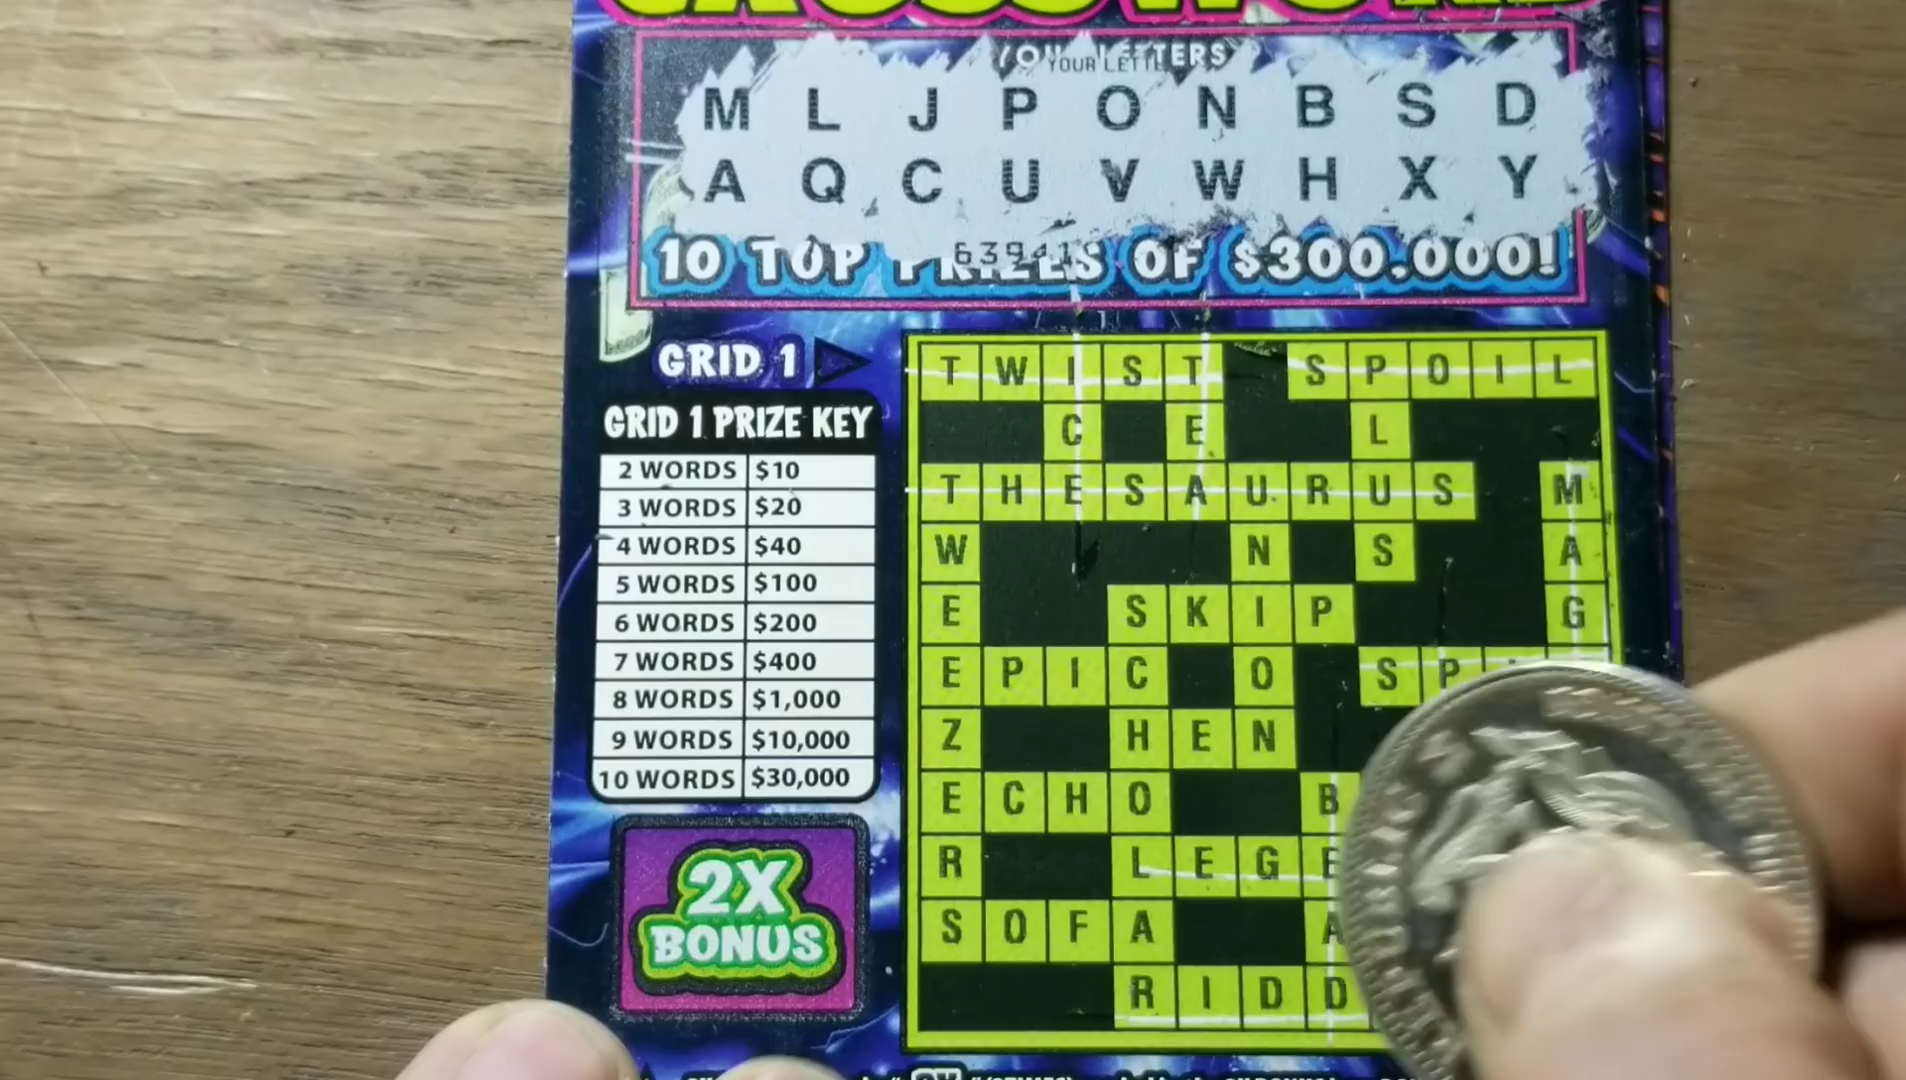 YOUR LETTERS
M L J P O N B S D
A Q C U V W H X Y
10 TOP PRIZES OF $300,000!
GRID 1
GRID 1 PRIZE KEY
2 WORDS $10
3 WORDS $20
4 WORDS $40
5 WORDS $100
6 WORDS $200
7 WORDS $400
8 WORDS $1,000
9 WORDS $10,000
10 WORDS $30,000
2X
BONUS
T W I S T S P O I L
C E L
T H E S A U R U S M
W N S A
E S K I P G
E P I C O S P
Z H E N
E C H O B
R L E G E
S O F A A
R I D D